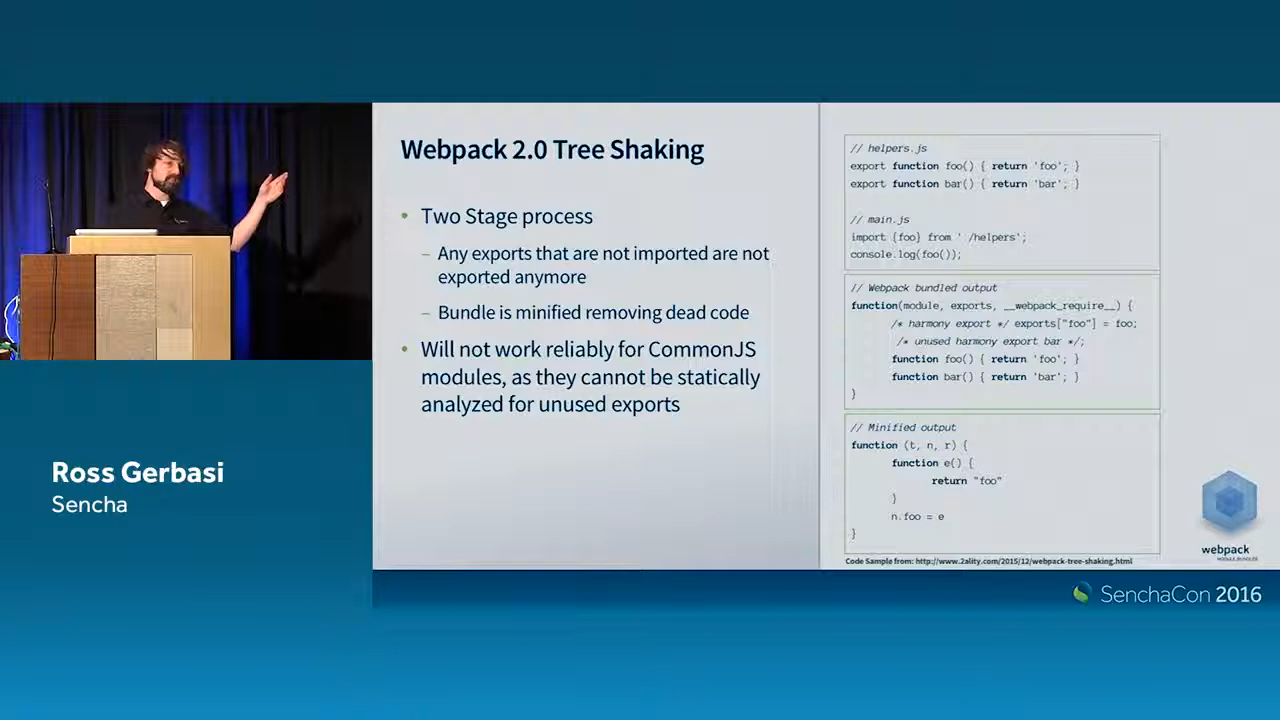 Webpack 2.0 Tree Shaking
• Two Stage process
– Any exports that are not imported are not
exported anymore
– Bundle is minified removing dead code
• Will not work reliably for CommonJS
modules, as they cannot be statically
analyzed for unused exports
// helpers.js
export function foo() { return 'foo'; }
export function bar() { return 'bar'; }
// main.js
import {foo} from ' /helpers';
console.log(foo());
// Webpack bundled output
function(module, exports, __webpack_require__) {
/* harmony export */ exports["foo"] = foo;
/* unused harmony export bar */;
function foo() { return 'foo'; }
function bar() { return 'bar'; }
}
// Minified output
function (t, n, r) {
function e() {
return "foo"
}
n.foo = e
}
Code Sample from: http://www.2ality.com/2015/12/webpack-tree-shaking.html
webpack
MODULE BUNDLER
Ross Gerbasi
Sencha
SenchaCon 2016